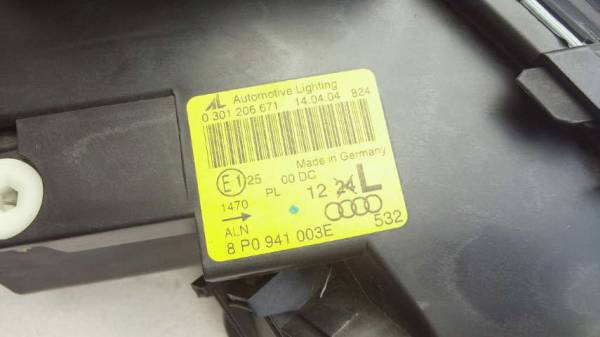 AL Automotive Lighting
0 301 206 671 14.04.04 824
Made in Germany
E1 25 00 DC
1470 PL 12 24 L
ALN
8 P0 941 003E 532